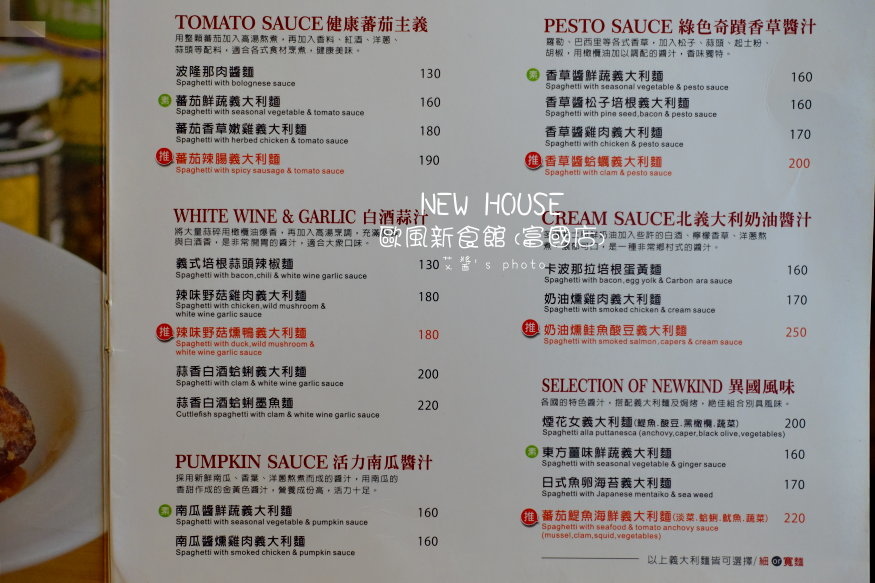 TOMATO SAUCE 健康蕃茄主義
用整顆蕃茄加入高湯熬煮，再加入香料、紅酒、洋蔥、
蒜頭等配料，適合各式食材烹煮，健康美味。
波隆那肉醬麵 130
Spaghetti with bolognese sauce
素 蕃茄鮮蔬義大利麵 160
Spaghetti with seasonal vegetable & tomato sauce
蕃茄香草嫩雞義大利麵 180
Spaghetti with herbed chicken & tomato sauce
推 蕃茄辣腸義大利麵 190
Spaghetti with spicy sausage & tomato sauce
WHITE WINE & GARLIC 白酒蒜汁
將大量蒜碎用橄欖油爆香，再加入高湯烹調，充滿
與白酒香，是非常開胃的醬汁，適合大眾口味。
義式培根蒜頭辣椒麵 130
Spaghetti with bacon,chili & white wine garlic sauce
辣味野菇雞肉義大利麵 180
Spaghetti with chicken,wild mushroom &
white wine garlic sauce
推 辣味野菇燻鴨義大利麵 180
Spaghetti with duck,wild mushroom &
white wine garlic sauce
蒜香白酒蛤蜊義大利麵 200
Spaghetti with clam & white wine garlic sauce
蒜香白酒蛤蜊墨魚麵 220
Cuttlefish spaghetti with clam & white wine garlic sauce
PUMPKIN SAUCE 活力南瓜醬汁
採用新鮮南瓜、香葉、洋蔥熬煮而成的醬汁，用南瓜的
香甜作成的金黃色醬汁，營養成份高，活力十足。
素 南瓜醬鮮蔬義大利麵 160
Spaghetti with seasonal vegetable & pumpkin sauce
南瓜醬燻雞義大利麵 160
Spaghetti with smoked chicken & pumpkin sauce
PESTO SAUCE 綠色奇蹟香草醬汁
羅勒、巴西里等各式香草，加入松子、蒜頭、起士粉、
胡椒，用橄欖油加以調配的醬汁，香味獨特。
素 香草醬鮮蔬義大利麵 160
Spaghetti with seasonal vegetable & pesto sauce
香草醬松子培根義大利麵 160
Spaghetti with pine seed,bacon & pesto sauce
香草醬雞肉義大利麵 170
Spaghetti with chicken & pesto sauce
推 香草醬蛤蠣義大利麵 200
Spaghetti with clam & pesto sauce
NEW HOUSE
歐風新食館(富國店)
艾醬's photo
CREAM SAUCE北義大利奶油醬汁
奶油加入些許的白酒、檸檬香草、洋蔥熬
是一種非常鄉村式的醬汁。
卡波那拉培根蛋黃麵 160
Spaghetti with bacon,egg yolk & Carbon ara sauce
奶油燻雞肉義大利麵 170
Spaghetti with smoked chicken & cream sauce
推 奶油燻鮭魚酸豆義大利麵 250
Spaghetti with smoked salmon,capers & cream sauce
SELECTION OF NEWKIND 異國風味
各國的特色醬汁，搭配義大利麵及焗烤，絕佳組合別具風味。
煙花女義大利麵(鯷魚.酸豆.黑橄欖.蔬菜) 200
Spaghetti alla puttanesca (anchovy,caper,black olive,vegetables)
素 東方薑味鮮蔬義大利麵 160
Spaghetti with seasonal vegetable & ginger sauce
日式魚卵海苔義大利麵 170
Spaghetti with Japanese mentaiko & sea weed
推 蕃茄鯷魚海鮮義大利麵(淡菜.蛤蜊.魷魚.蔬菜) 220
Spaghetti with seafood & tomato anchovy sauce
(mussel,clam,squid,vegetables)
以上義大利麵皆可選擇/細or寬麵